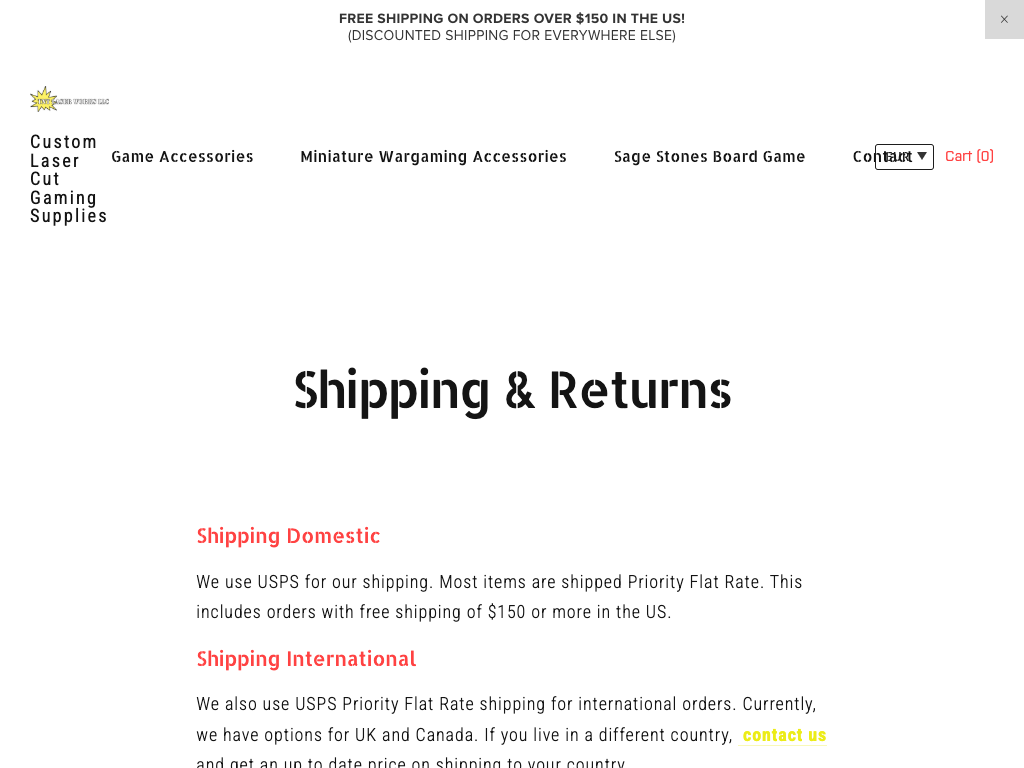 FREE SHIPPING ON ORDERS OVER $150 IN THE US!
(DISCOUNTED SHIPPING FOR EVERYWHERE ELSE)
×
LASER WORKS LLC
Custom
Laser
Cut
Gaming
Supplies
Game Accessories Miniature Wargaming Accessories Sage Stones Board Game Contact EUR ▼ Cart (0)
Shipping & Returns
Shipping Domestic
We use USPS for our shipping. Most items are shipped Priority Flat Rate. This
includes orders with free shipping of $150 or more in the US.
Shipping International
We also use USPS Priority Flat Rate shipping for international orders. Currently,
we have options for UK and Canada. If you live in a different country, contact us
and get an up to date price on shipping to your country.